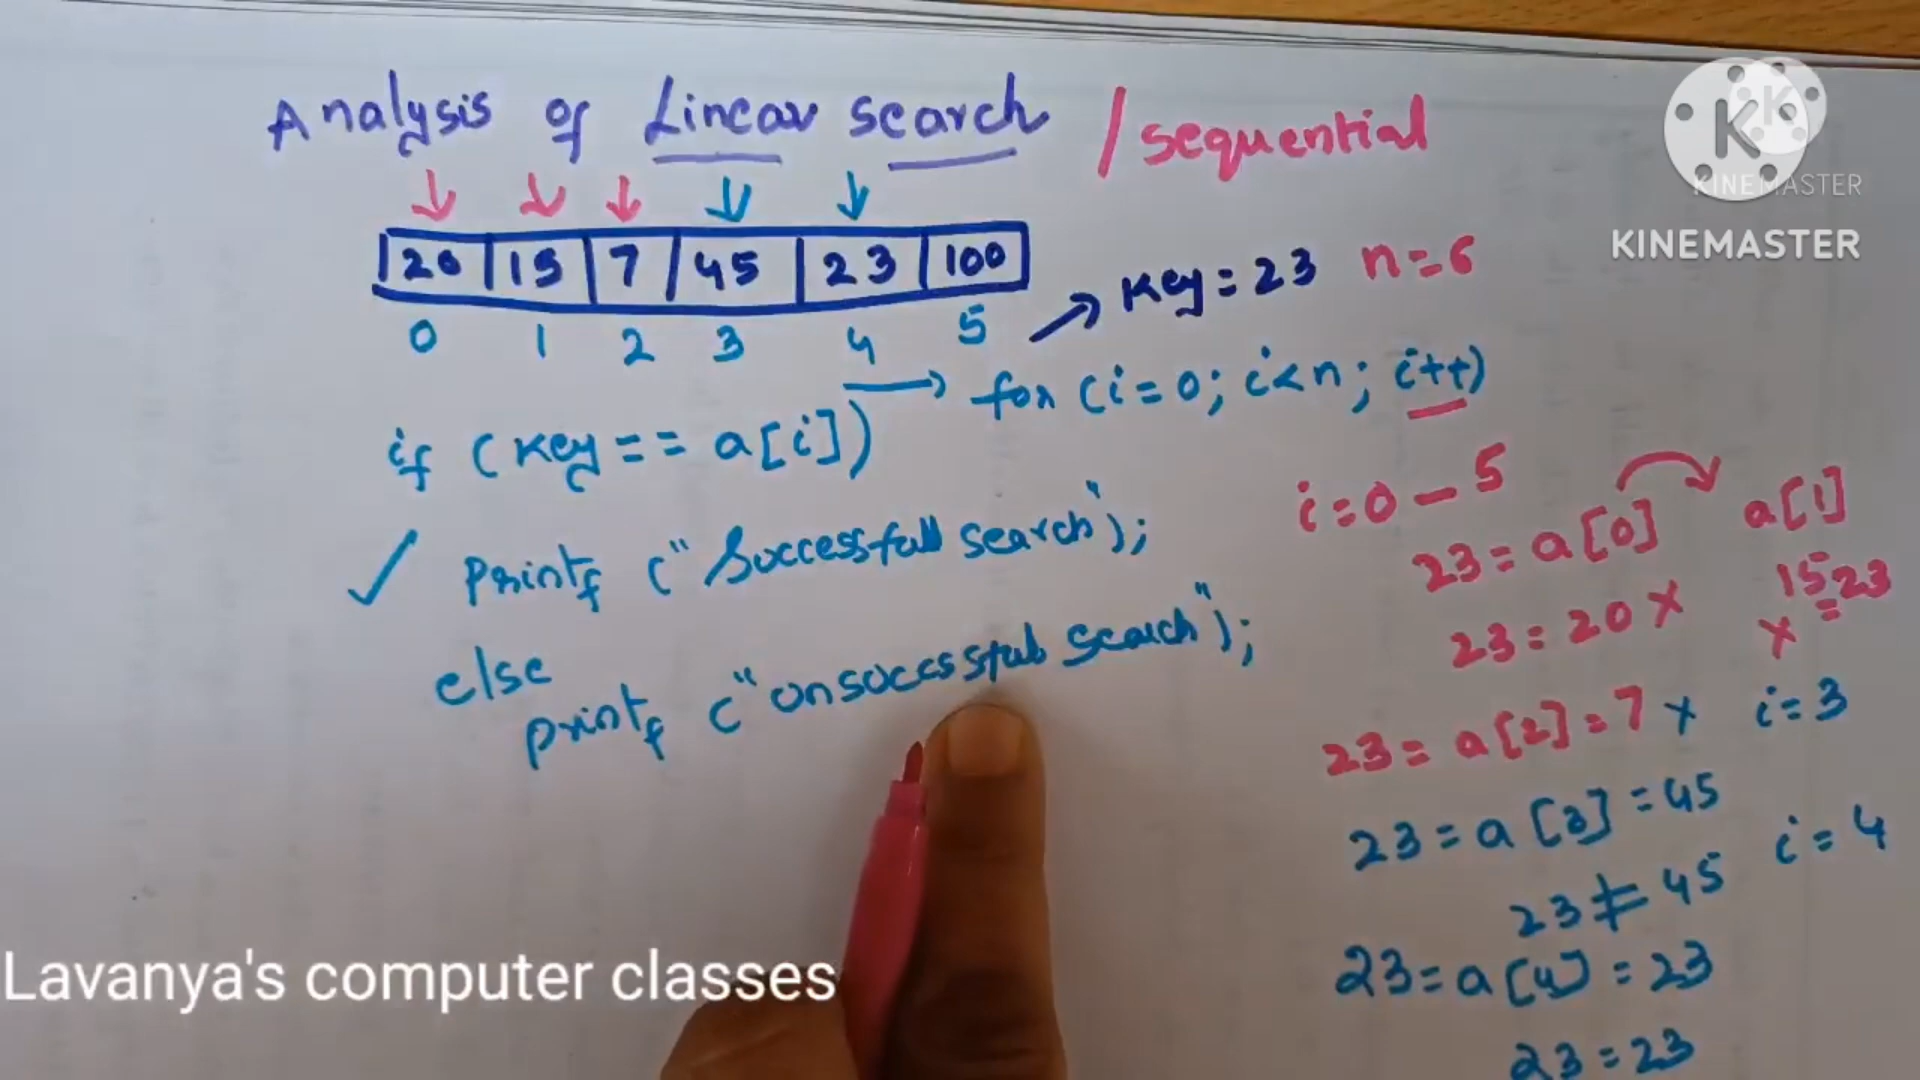 Analysis of Linear search / sequential
20 15 7 45 23 100
0 1 2 3 4 5
Key = 23 n=6
for (i=0; i<n; i++)
if (key == a[i])
printf ("Successfull search");
else
printf ("unsuccessful search");
i=0-5
23=a[0] a[1]
23=20 x 15=23
x
23=a[2]=7 x i=3
23=a[3]=45
i=4
23≠45
23=a[4]=23
23=23
KINEMASTER
KINEMASTER
Lavanya's computer classes